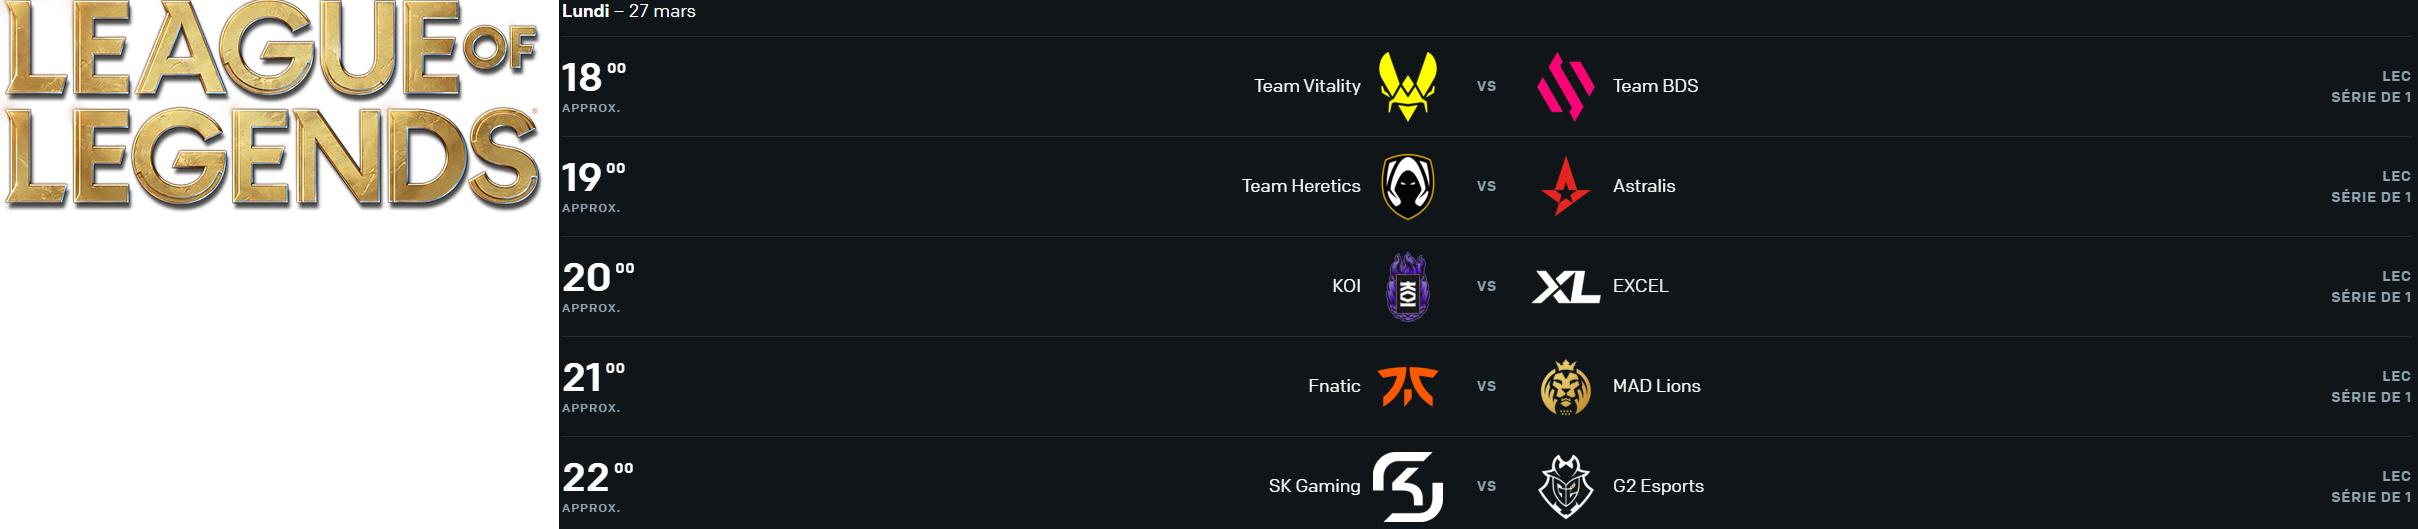 LEAGUE OF
LEGENDS
Lundi – 27 mars
18 00
APPROX.
Team Vitality VS Team BDS
LEC
SÉRIE DE 1
19 00
APPROX.
Team Heretics VS Astralis
LEC
SÉRIE DE 1
20 00
APPROX.
KOI KOI VS XL EXCEL
LEC
SÉRIE DE 1
21 00
APPROX.
Fnatic VS MAD Lions
LEC
SÉRIE DE 1
22 00
APPROX.
SK Gaming SK VS G2 Esports
LEC
SÉRIE DE 1